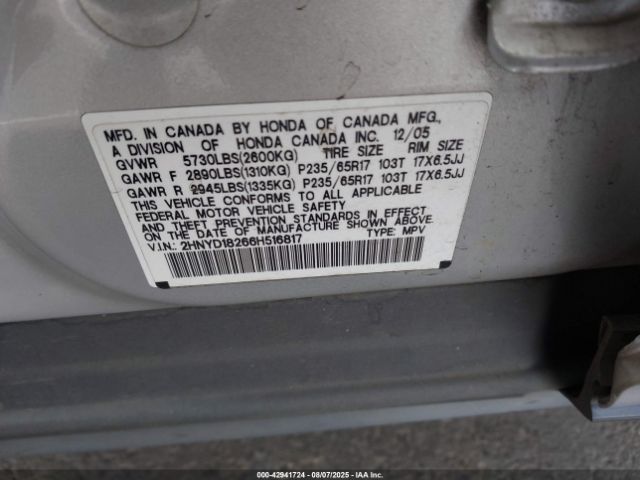 MFD. IN CANADA BY HONDA OF CANADA MFG.,
A DIVISION OF HONDA CANADA INC. 12/05
GVWR 5730LBS(2600KG) TIRE SIZE RIM SIZE
GAWR F 2890LBS(1310KG) P235/65R17 103T 17X6.5JJ
GAWR R 2945LBS(1335KG) P235/65R17 103T 17X6.5JJ
THIS VEHICLE CONFORMS TO ALL APPLICABLE
FEDERAL MOTOR VEHICLE SAFETY, BUMPER,
AND THEFT PREVENTION STANDARDS IN EFFECT
ON THE DATE OF MANUFACTURE SHOWN ABOVE.
V.I.N.: 2HNYD18266H516817 TYPE: MPV
000-42941724 - 08/07/2025 - IAA Inc.